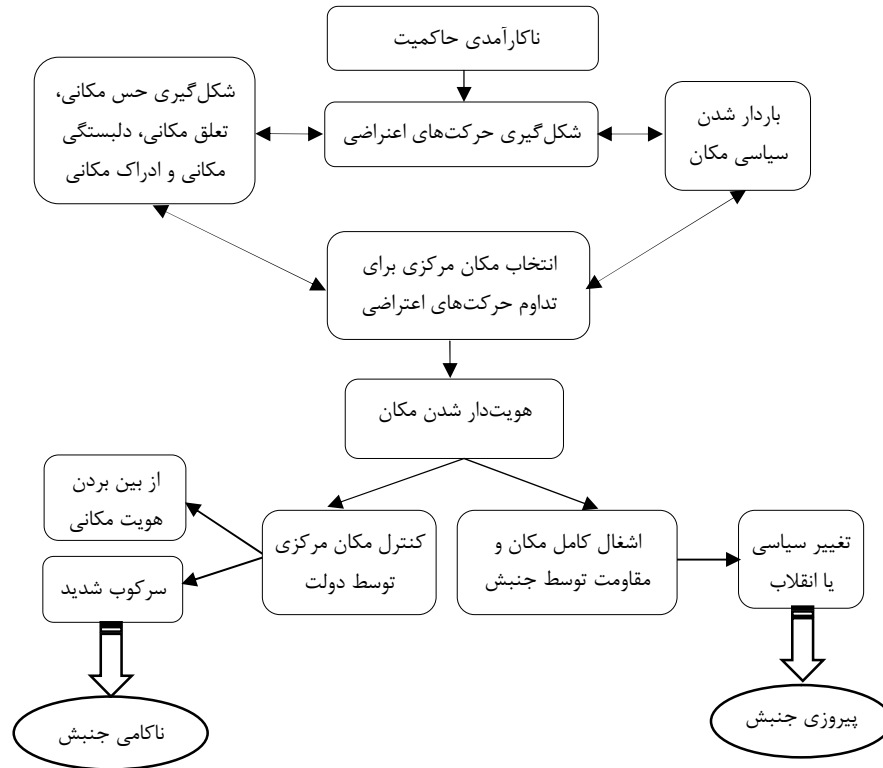 ناکارآمدی حاکمیت
شکل‌گیری حس مکانی،
تعلق مکانی، دلبستگی
مکانی و ادراک مکانی
شکل‌گیری حرکت‌های اعتراضی
باردار شدن
سیاسی مکان
انتخاب مکان مرکزی برای
تداوم حرکت‌های اعتراضی
هویت‌دار شدن مکان
از بین بردن
هویت مکانی
سرکوب شدید
کنترل مکان مرکزی
توسط دولت
اشغال کامل مکان و
مقاومت توسط جنبش
تغییر سیاسی
یا انقلاب
ناکامی جنبش
پیروزی جنبش